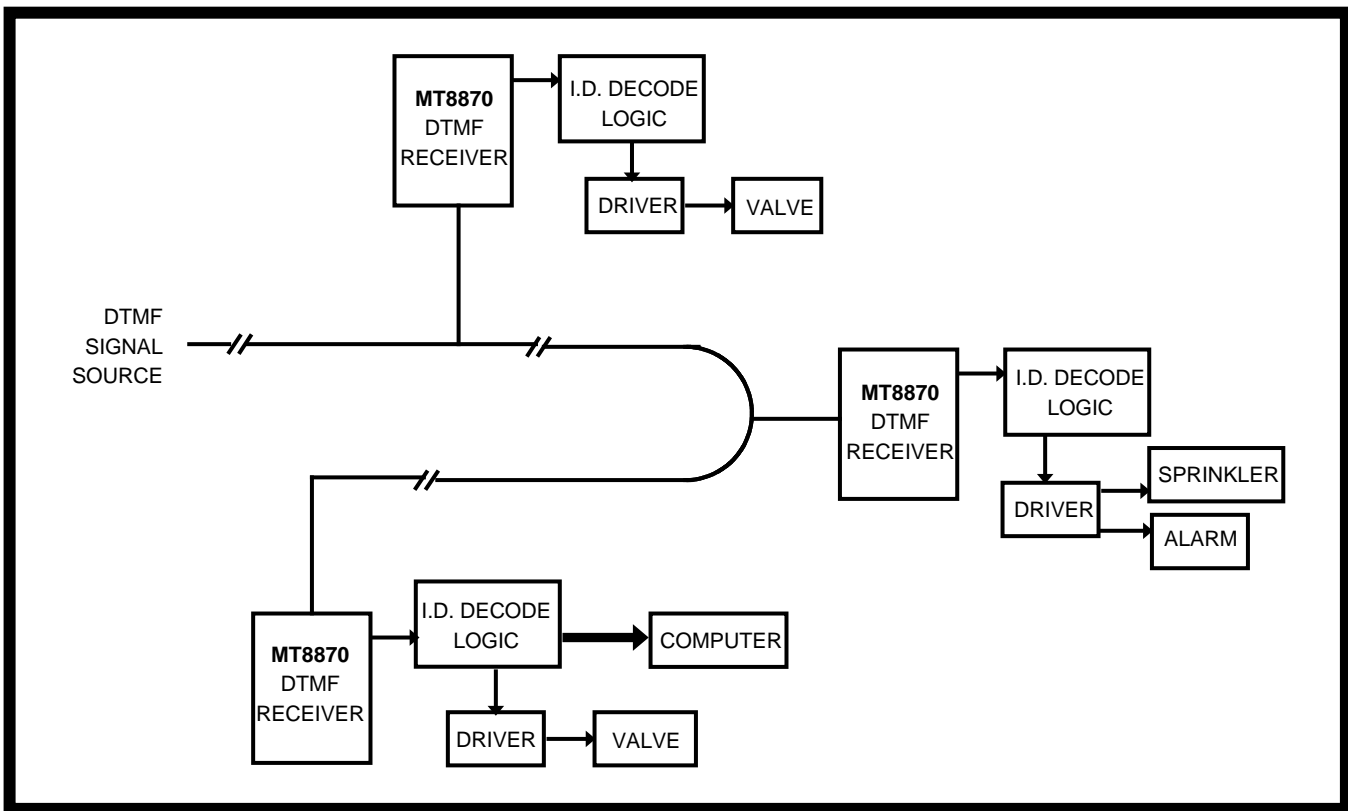 MT8870
DTMF
RECEIVER
I.D. DECODE
LOGIC
DRIVER
VALVE
DTMF
SIGNAL
SOURCE
MT8870
DTMF
RECEIVER
I.D. DECODE
LOGIC
DRIVER
SPRINKLER
ALARM
MT8870
DTMF
RECEIVER
I.D. DECODE
LOGIC
COMPUTER
DRIVER
VALVE